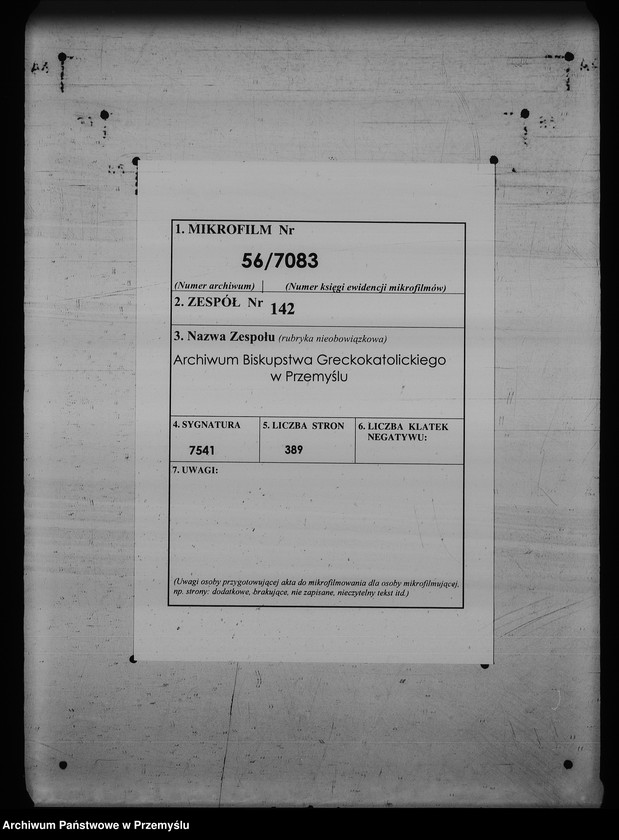 1. MIKROFILM Nr
56/7083
(Numer archiwum) (Numer księgi ewidencji mikrofilmów)
2. ZESPÓŁ Nr 142
3. Nazwa Zespołu (rubryka nieobowiązkowa)
Archiwum Biskupstwa Greckokatolickiego
w Przemyślu
4. SYGNATURA
7541
5. LICZBA STRON
389
6. LICZBA KLATEK
NEGATYWU:
7. UWAGI:
(Uwagi osoby przygotowującej akta do mikrofilmowania dla osoby mikrofilmującej,
np. strony: dodatkowe, brakujące, nie zapisane, nieczytelny tekst itd.)
Archiwum Państwowe w Przemyślu